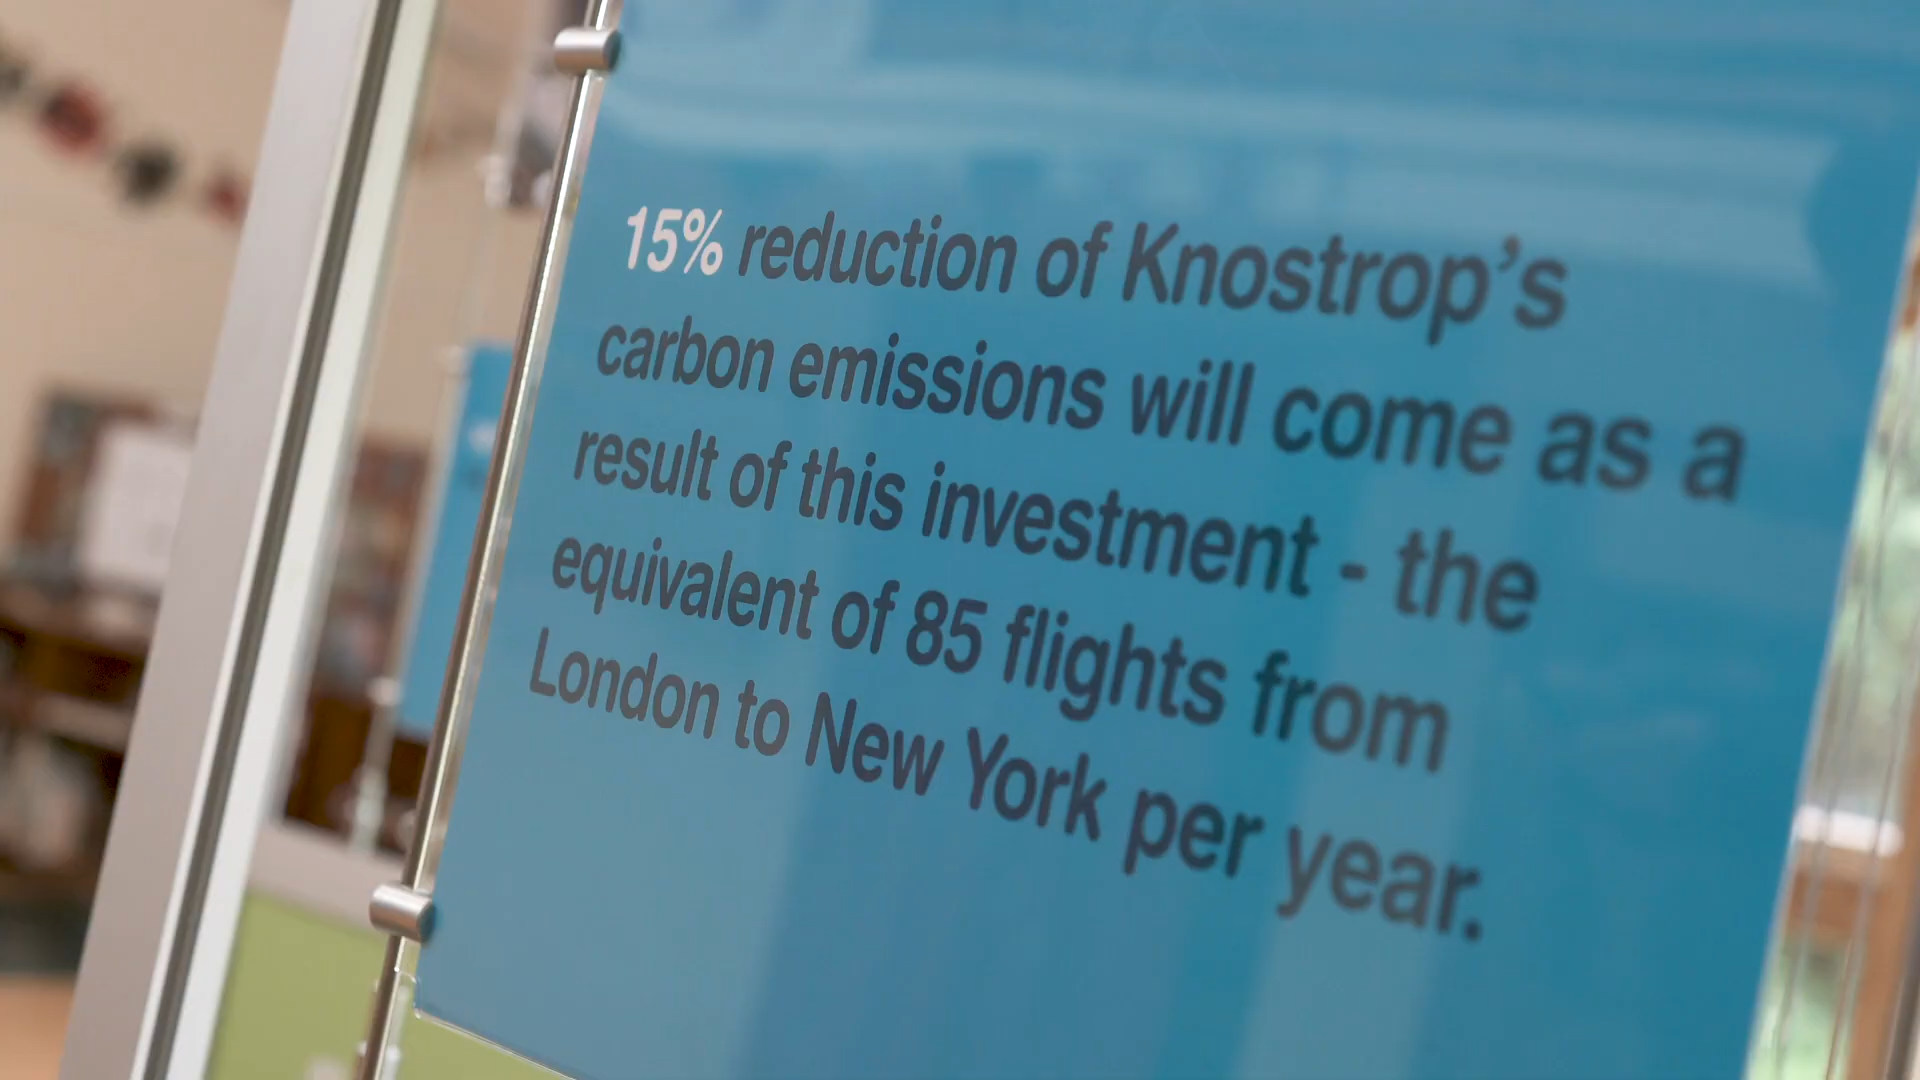 15% reduction of Knostrop’s
carbon emissions will come as a
result of this investment - the
equivalent of 85 flights from
London to New York per year.